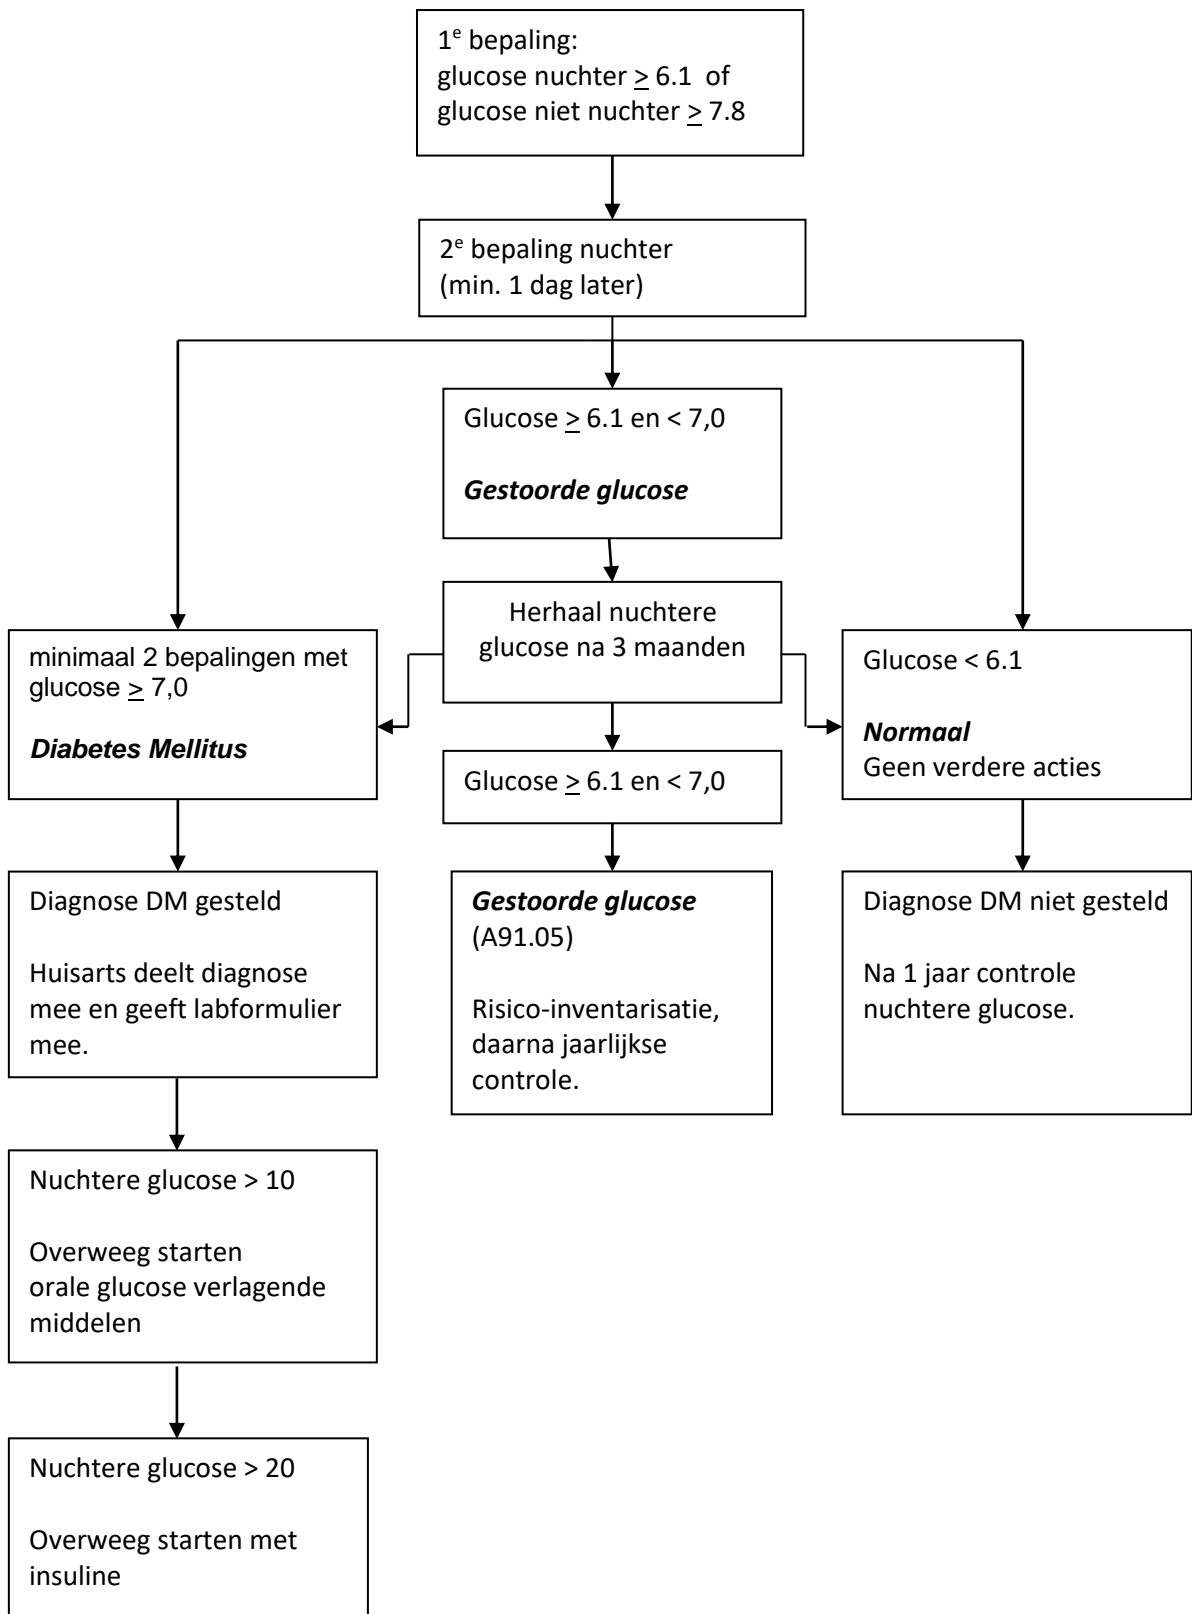 1e bepaling:
glucose nuchter ≥ 6.1 of
glucose niet nuchter ≥ 7.8
2e bepaling nuchter
(min. 1 dag later)
Glucose ≥ 6.1 en < 7,0
Gestoorde glucose
Herhaal nuchtere
glucose na 3 maanden
minimaal 2 bepalingen met
glucose ≥ 7,0
Diabetes Mellitus
Glucose < 6.1
Normaal
Geen verdere acties
Glucose ≥ 6.1 en < 7,0
Diagnose DM gesteld
Huisarts deelt diagnose
mee en geeft labformulier
mee.
Gestoorde glucose
(A91.05)
Risico-inventarisatie,
daarna jaarlijkse
controle.
Diagnose DM niet gesteld
Na 1 jaar controle
nuchtere glucose.
Nuchtere glucose > 10
Overweeg starten
orale glucose verlagende
middelen
Nuchtere glucose > 20
Overweeg starten met
insuline